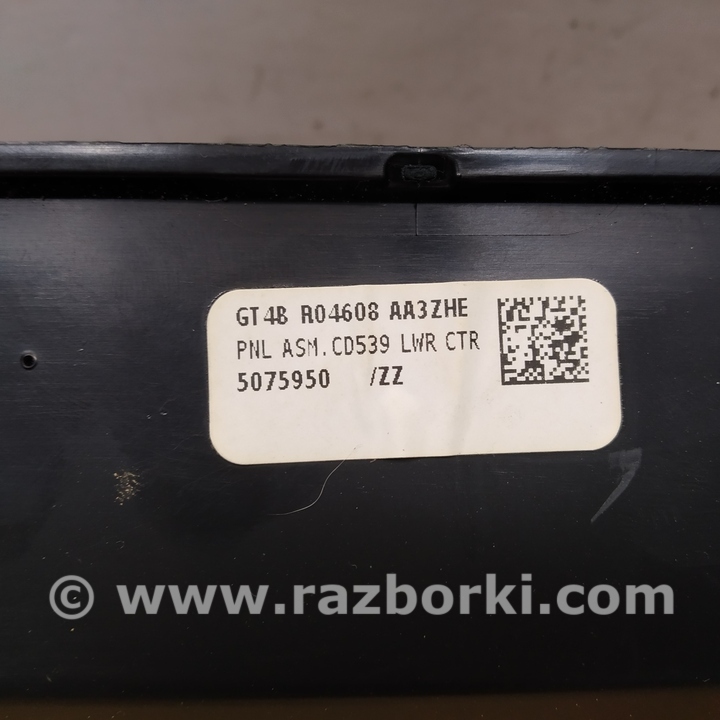 GT4B R04608 AA3ZHE
PNL ASM.CD539 LWR CTR
5075950 /ZZ
© www.razborki.com